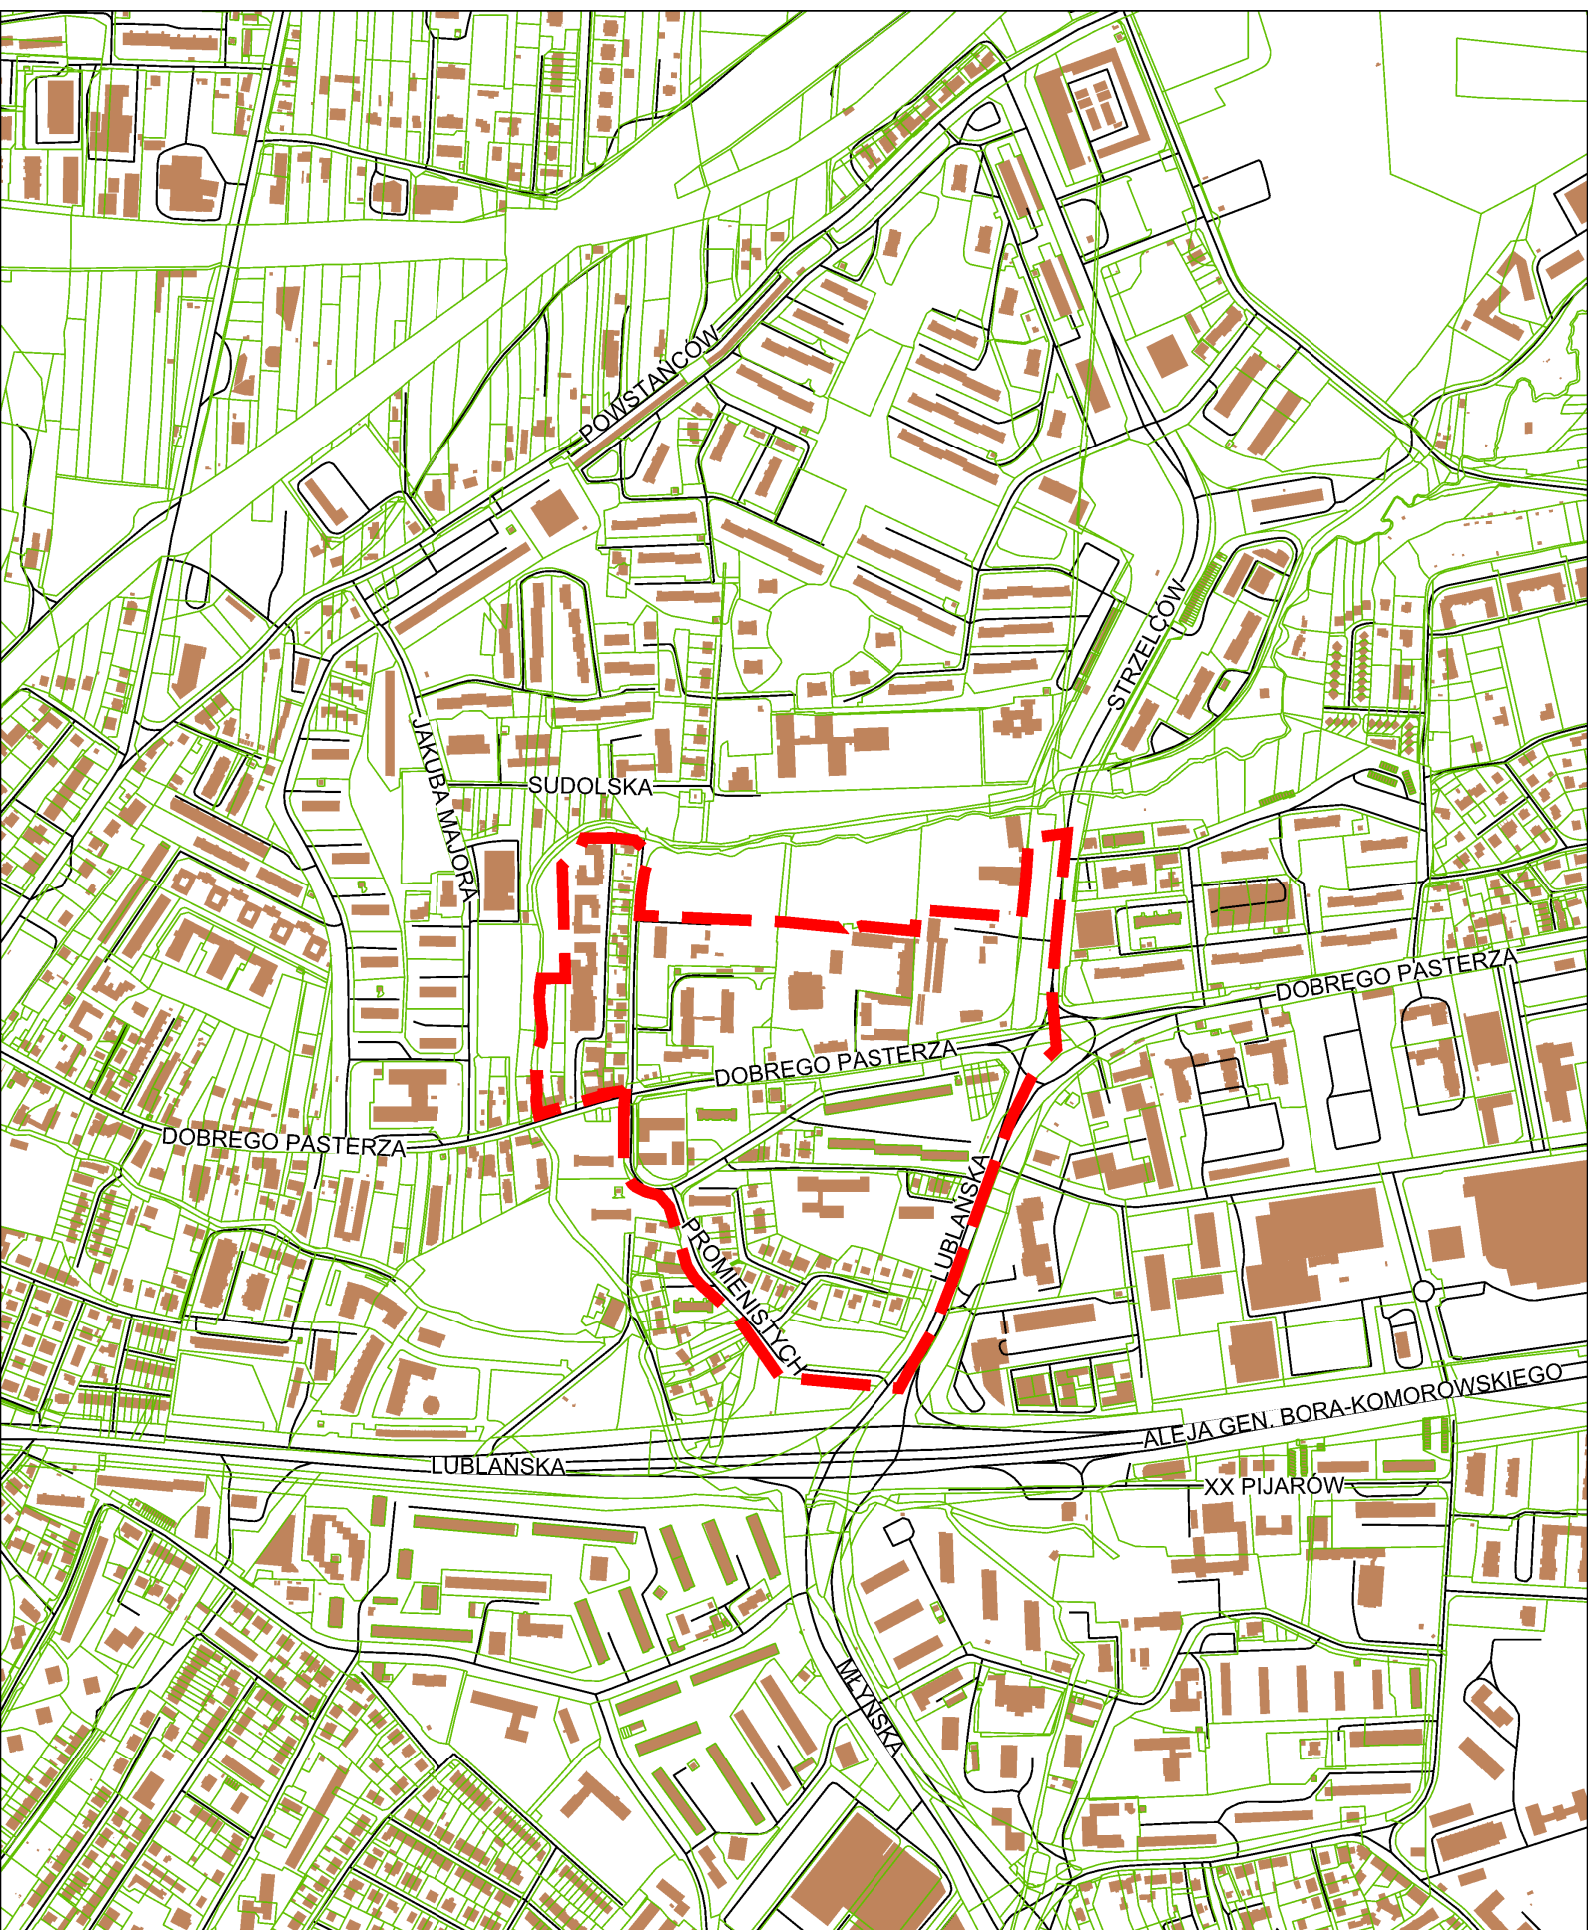 POWSTAŃCÓW
STRZELCÓW
JAKUBA MAJORA
SUDOLSKA
DOBREGO PASTERZA
DOBREGO PASTERZA
DOBREGO PASTERZA
LUBLAŃSKA
PROMIENISTYCH
ALEJA GEN. BORA-KOMOROWSKIEGO
LUBLAŃSKA
XX PIJARÓW
MŁYŃSKA